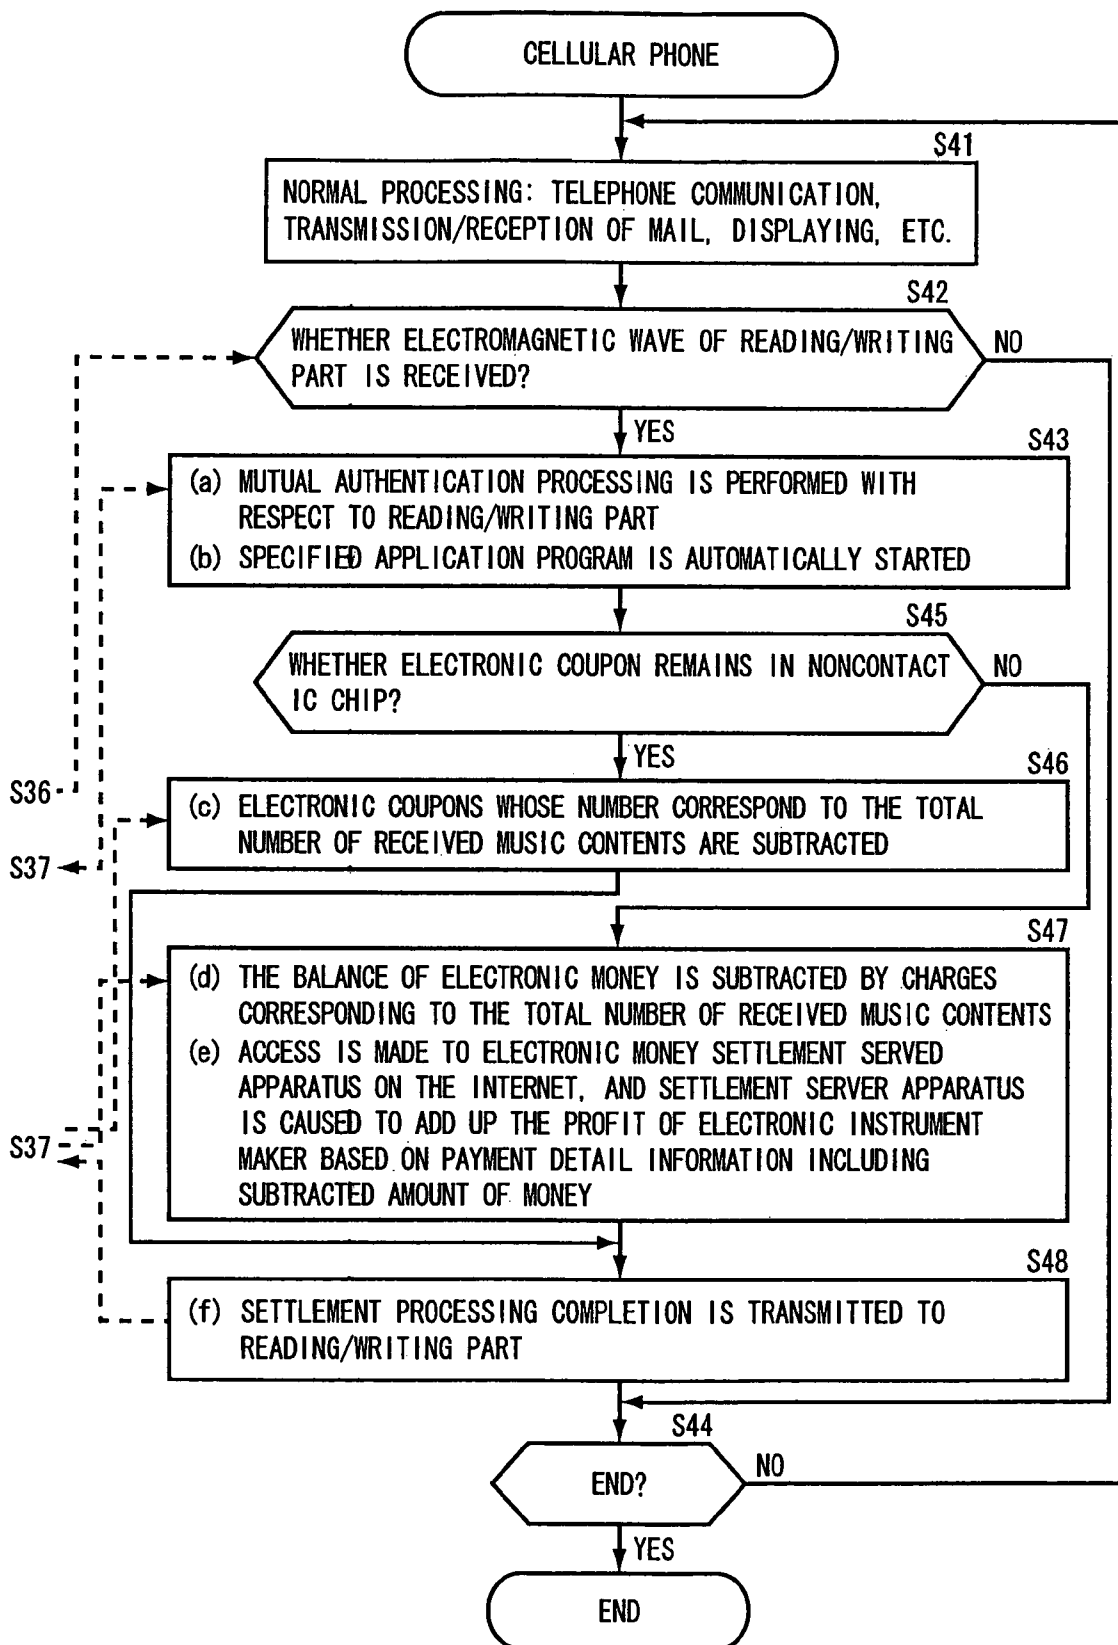 CELLULAR PHONE
S41
NORMAL PROCESSING: TELEPHONE COMMUNICATION,
TRANSMISSION/RECEPTION OF MAIL, DISPLAYING, ETC.
S42
WHETHER ELECTROMAGNETIC WAVE OF READING/WRITING
PART IS RECEIVED?
NO
YES
S43
(a) MUTUAL AUTHENTICATION PROCESSING IS PERFORMED WITH
RESPECT TO READING/WRITING PART
(b) SPECIFIED APPLICATION PROGRAM IS AUTOMATICALLY STARTED
S45
WHETHER ELECTRONIC COUPON REMAINS IN NONCONTACT
IC CHIP?
NO
YES
S46
S36
(c) ELECTRONIC COUPONS WHOSE NUMBER CORRESPOND TO THE TOTAL
NUMBER OF RECEIVED MUSIC CONTENTS ARE SUBTRACTED
S37
S47
(d) THE BALANCE OF ELECTRONIC MONEY IS SUBTRACTED BY CHARGES
CORRESPONDING TO THE TOTAL NUMBER OF RECEIVED MUSIC CONTENTS
(e) ACCESS IS MADE TO ELECTRONIC MONEY SETTLEMENT SERVED
APPARATUS ON THE INTERNET, AND SETTLEMENT SERVER APPARATUS
IS CAUSED TO ADD UP THE PROFIT OF ELECTRONIC INSTRUMENT
MAKER BASED ON PAYMENT DETAIL INFORMATION INCLUDING
SUBTRACTED AMOUNT OF MONEY
S37
S48
(f) SETTLEMENT PROCESSING COMPLETION IS TRANSMITTED TO
READING/WRITING PART
S44
END?
NO
YES
END